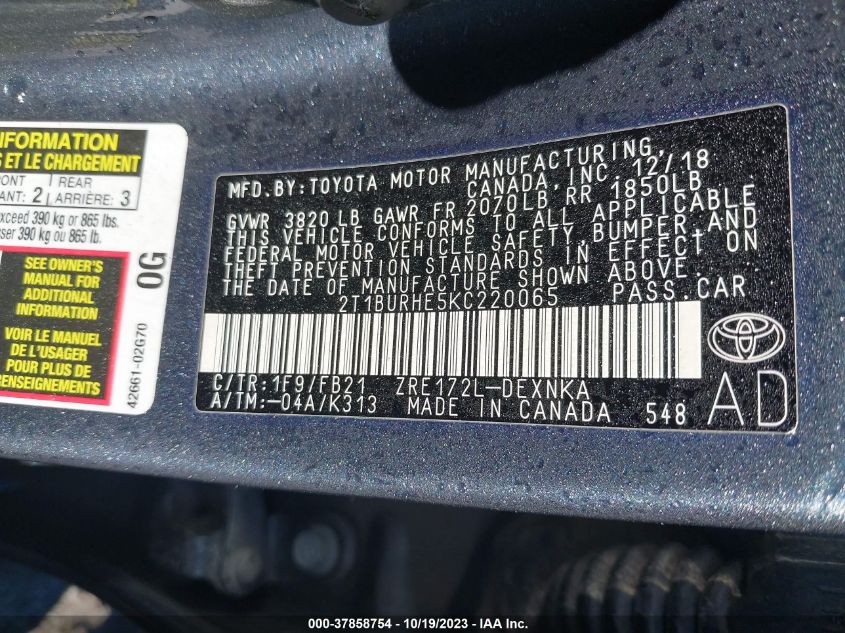 NFORMATION
ET LE CHARGEMENT
2
REAR
ARRIÈRE:
3
exceed 390 kg or 865 lbs.
390 kg ou 865 lb.
SEE OWNER'S
MANUAL FOR
ADDITIONAL
INFORMATION
VOIR LE MANUEL
DE L'USAGER
POUR PLUS DE
RENSEIGNEMENTS
0G
42661-02G70
MFD. BY: TOYOTA MOTOR MANUFACTURING,
CANADA, INC. 12/18
GVWR 3820 LB GAWR FR 2070LB, RR 1850LB
THIS VEHICLE CONFORMS TO ALL APPLICABLE
FEDERAL MOTOR VEHICLE SAFETY, BUMPER, AND
THEFT PREVENTION STANDARDS IN EFFECT ON
THE DATE OF MANUFACTURE SHOWN ABOVE.
2T1BURHE5KC220065 PASS. CAR
C/TR: 1F9/FB21 ZRE172L-DEXNKA
A/TM: -04A/K313 MADE IN CANADA 548
AD
000-37858754 - 10/19/2023 - IAA Inc.